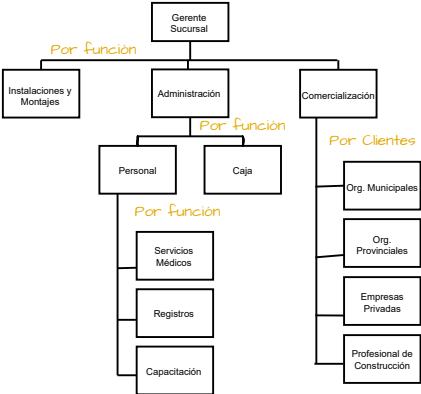 Gerente
Sucursal
Por función
Instalaciones y
Montajes
Administración
Comercialización
Por función
Por Clientes
Personal
Caja
Org. Municipales
Por función
Servicios
Médicos
Org.
Provinciales
Registros
Empresas
Privadas
Capacitación
Profesional de
Construcción